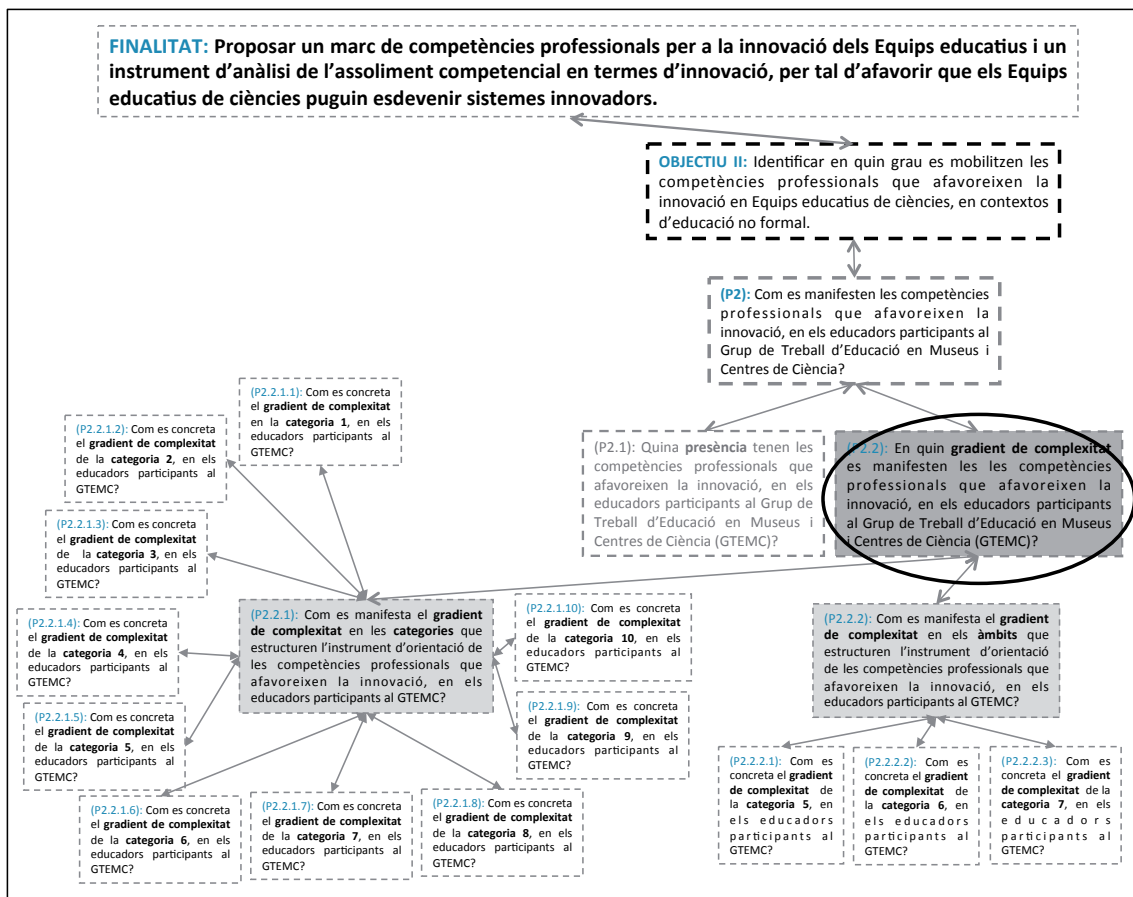 FINALITAT: Proposar un marc de competències professionals per a la innovació dels Equips educatius i un
instrument d'anàlisi de l'assoliment competencial en termes d'innovació, per tal d'afavorir que els Equips
educatius de ciències puguin esdevenir sistemes innovadors.
OBJECTIU II: Identificar en quin grau es mobilitzen les
competències professionals que afavoreixen la
innovació en Equips educatius de ciències, en contextos
d'educació no formal.
(P2): Com es manifesten les competències
professionals que afavoreixen la
innovació, en els educadors participants al
Grup de Treball d'Educació en Museus i
Centres de Ciència?
(P2.1): Quina presència tenen les
competències professionals que
afavoreixen la innovació, en els
educadors participants al Grup de
Treball d'Educació en Museus i
Centres de Ciència (GTEMC)?
(P2.2): En quin gradient de complexitat
es manifesten les les competències
professionals que afavoreixen la
innovació, en els educadors participants
al Grup de Treball d'Educació en Museus
i Centres de Ciència (GTEMC)?
(P2.2.1.1): Com es concreta
el gradient de complexitat
en la categoria 1, en els
educadors participants al
GTEMC?
(P2.2.1.2): Com es concreta
el gradient de complexitat
de la categoria 2, en els
educadors participants al
GTEMC?
(P2.2.1.3): Com es concreta
el gradient de complexitat
de la categoria 3, en els
educadors participants al
GTEMC?
(P2.2.1.4): Com es concreta
el gradient de complexitat
de la categoria 4, en els
educadors participants al
GTEMC?
(P2.2.1.5): Com es concreta
el gradient de complexitat
de la categoria 5, en els
educadors participants al
GTEMC?
(P2.2.1.6): Com es concreta
el gradient de complexitat
de la categoria 6, en els
educadors participants al
GTEMC?
(P2.2.1.7): Com es concreta
el gradient de complexitat
de la categoria 7, en els
educadors participants al
GTEMC?
(P2.2.1.8): Com es concreta
el gradient de complexitat
de la categoria 8, en els
educadors participants al
GTEMC?
(P2.2.1.9): Com es concreta
el gradient de complexitat
de la categoria 9, en els
educadors participants al
GTEMC?
(P2.2.1.10): Com es concreta
el gradient de complexitat
de la categoria 10, en els
educadors participants al
GTEMC?
(P2.2.1): Com es manifesta el gradient
de complexitat en les categories que
estructuren l'instrument d'orientació de
les competències professionals que
afavoreixen la innovació, en els
educadors participants al GTEMC?
(P2.2.2): Com es manifesta el gradient
de complexitat en els àmbits que
estructuren l'instrument d'orientació
de les competències professionals que
afavoreixen la innovació, en els
educadors participants al GTEMC?
(P2.2.2.1): Com es
concreta el gradient
de complexitat de
la categoria 5, en
els educadors
participants al
GTEMC?
(P2.2.2.2): Com es
concreta el gradient
de complexitat de
la categoria 6, en
els educadors
participants al
GTEMC?
(P2.2.2.3): Com es
concreta el gradient
de complexitat de la
categoria 7, en els
educadors
participants al
GTEMC?